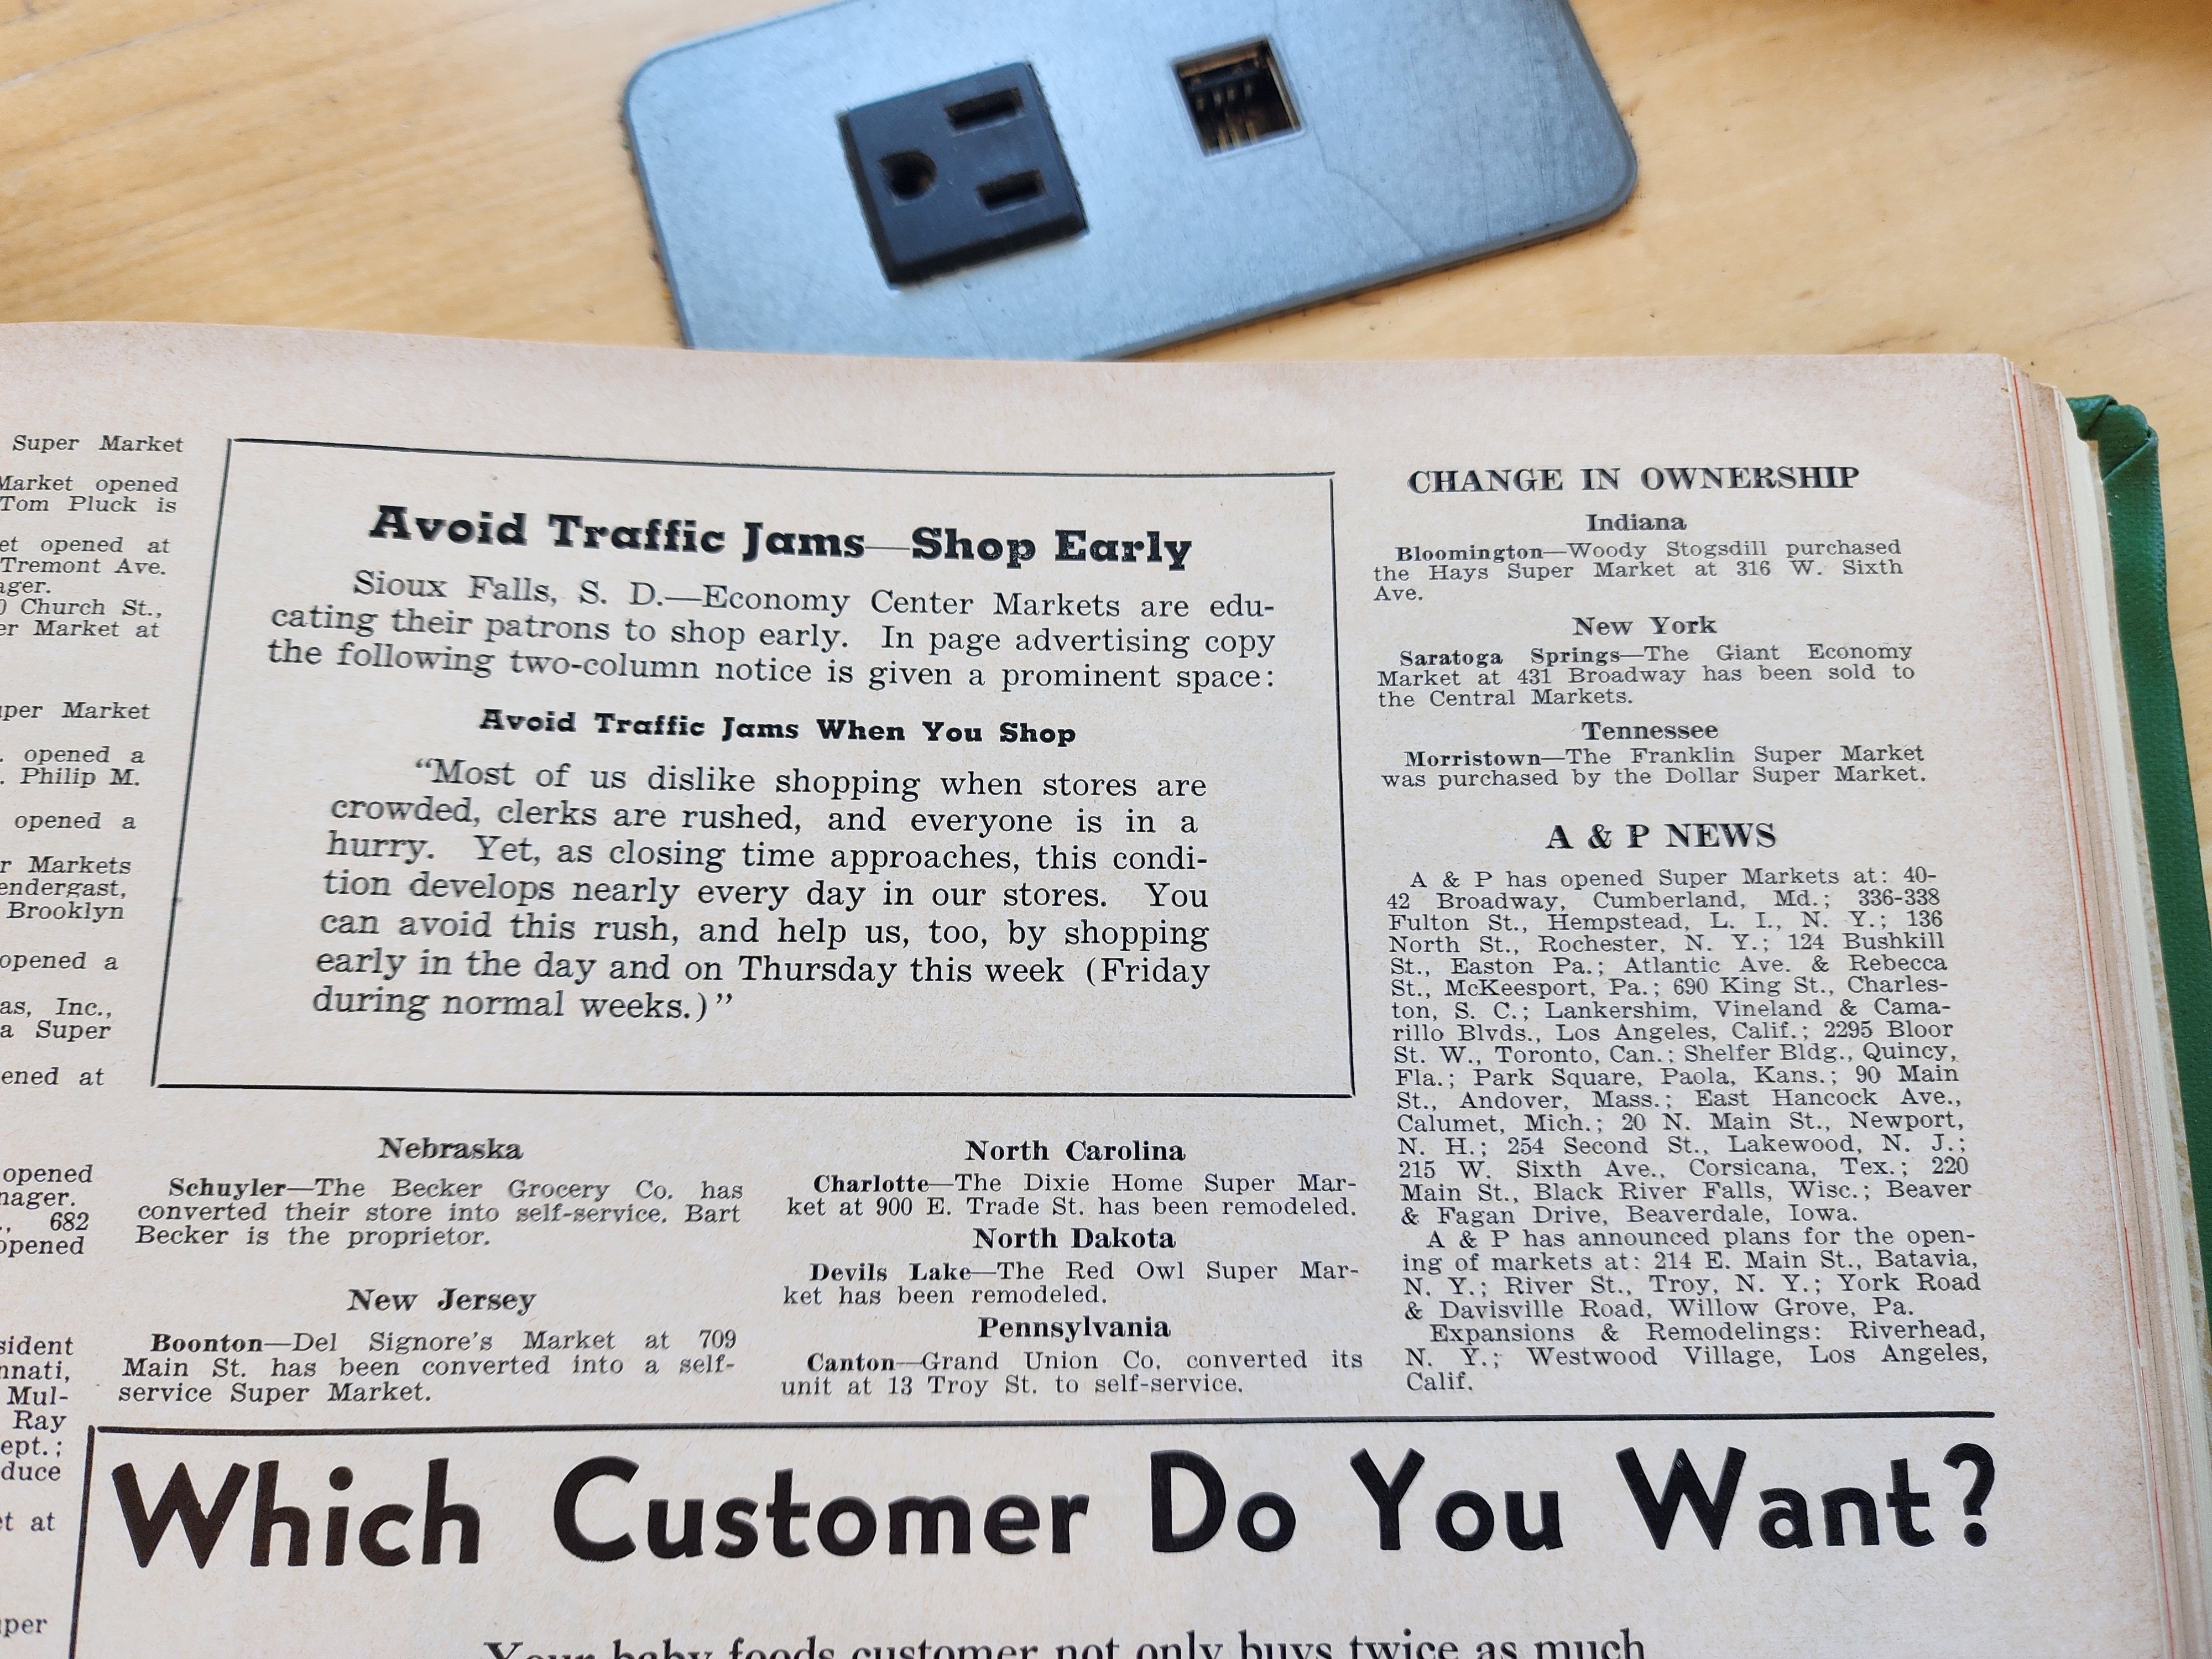 Super Market
Market opened
Tom Pluck is
opened at
Tremont Ave.
Church St.,
Market at
Market
. opened a
. Philip M.
opened a
Markets
Brooklyn
opened a
Inc.,
a Super
at
opened
682
opened
Mul-
Ray
at
Avoid Traffic Jams—Shop Early
Sioux Falls, S. D.—Economy Center Markets are edu-
cating their patrons to shop early. In page advertising copy
the following two-column notice is given a prominent space:
Avoid Traffic Jams When You Shop
“Most of us dislike shopping when stores are
crowded, clerks are rushed, and everyone is in a
hurry. Yet, as closing time approaches, this condi-
tion develops nearly every day in our stores. You
can avoid this rush, and help us, too, by shopping
early in the day and on Thursday this week (Friday
during normal weeks.)”
Nebraska
Schuyler—The Becker Grocery Co. has
converted their store into self-service. Bart
Becker is the proprietor.
New Jersey
Boonton—Del Signore's Market at 709
Main St. has been converted into a self-
service Super Market.
North Carolina
Charlotte—The Dixie Home Super Mar-
ket at 900 E. Trade St. has been remodeled.
North Dakota
Devils Lake—The Red Owl Super Mar-
ket has been remodeled.
Pennsylvania
Canton—Grand Union Co. converted its
unit at 13 Troy St. to self-service.
CHANGE IN OWNERSHIP
Indiana
Bloomington—Woody Stogsdill purchased
the Hays Super Market at 316 W. Sixth
Ave.
New York
Saratoga Springs—The Giant Economy
Market at 431 Broadway has been sold to
the Central Markets.
Tennessee
Morristown—The Franklin Super Market
was purchased by the Dollar Super Market.
A & P NEWS
A & P has opened Super Markets at: 40-
42 Broadway, Cumberland, Md.; 336-338
Fulton St., Hempstead, L. I., N. Y.; 136
North St., Rochester, N. Y.; 124 Bushkill
St., Easton Pa.; Atlantic Ave. & Rebecca
St., McKeesport, Pa.; 690 King St., Charles-
ton, S. C.; Lankershim, Vineland & Cama-
rillo Blvds., Los Angeles, Calif.; 2295 Bloor
St. W., Toronto, Can.; Shelfer Bldg., Quincy,
Fla.; Park Square, Paola, Kans.; 90 Main
St., Andover, Mass.; East Hancock Ave.,
Calumet, Mich.; 20 N. Main St., Newport,
N. H.; 254 Second St., Lakewood, N. J.;
215 W. Sixth Ave., Corsicana, Tex.; 220
Main St., Black River Falls, Wisc.; Beaver
& Fagan Drive, Beaverdale, Iowa.
A & P has announced plans for the open-
ing of markets at: 214 E. Main St., Batavia,
N. Y.; River St., Troy, N. Y.; York Road
& Davisville Road, Willow Grove, Pa.
Expansions & Remodelings: Riverhead,
N. Y.; Westwood Village, Los Angeles,
Calif.
Which Customer Do You Want?
Your baby foods customer not only buys twice as much